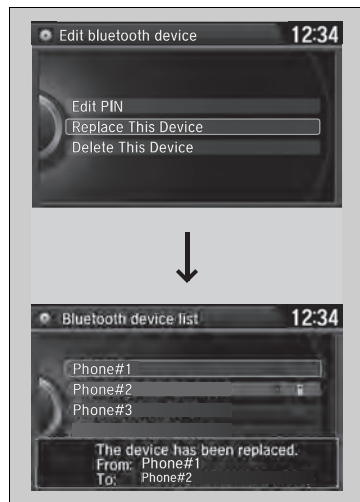 Edit bluetooth device 12:34
Edit PIN
Replace This Device
Delete This Device
Bluetooth device list 12:34
Phone#1
Phone#2
Phone#3
The device has been replaced.
From: Phone#1
To: Phone#2